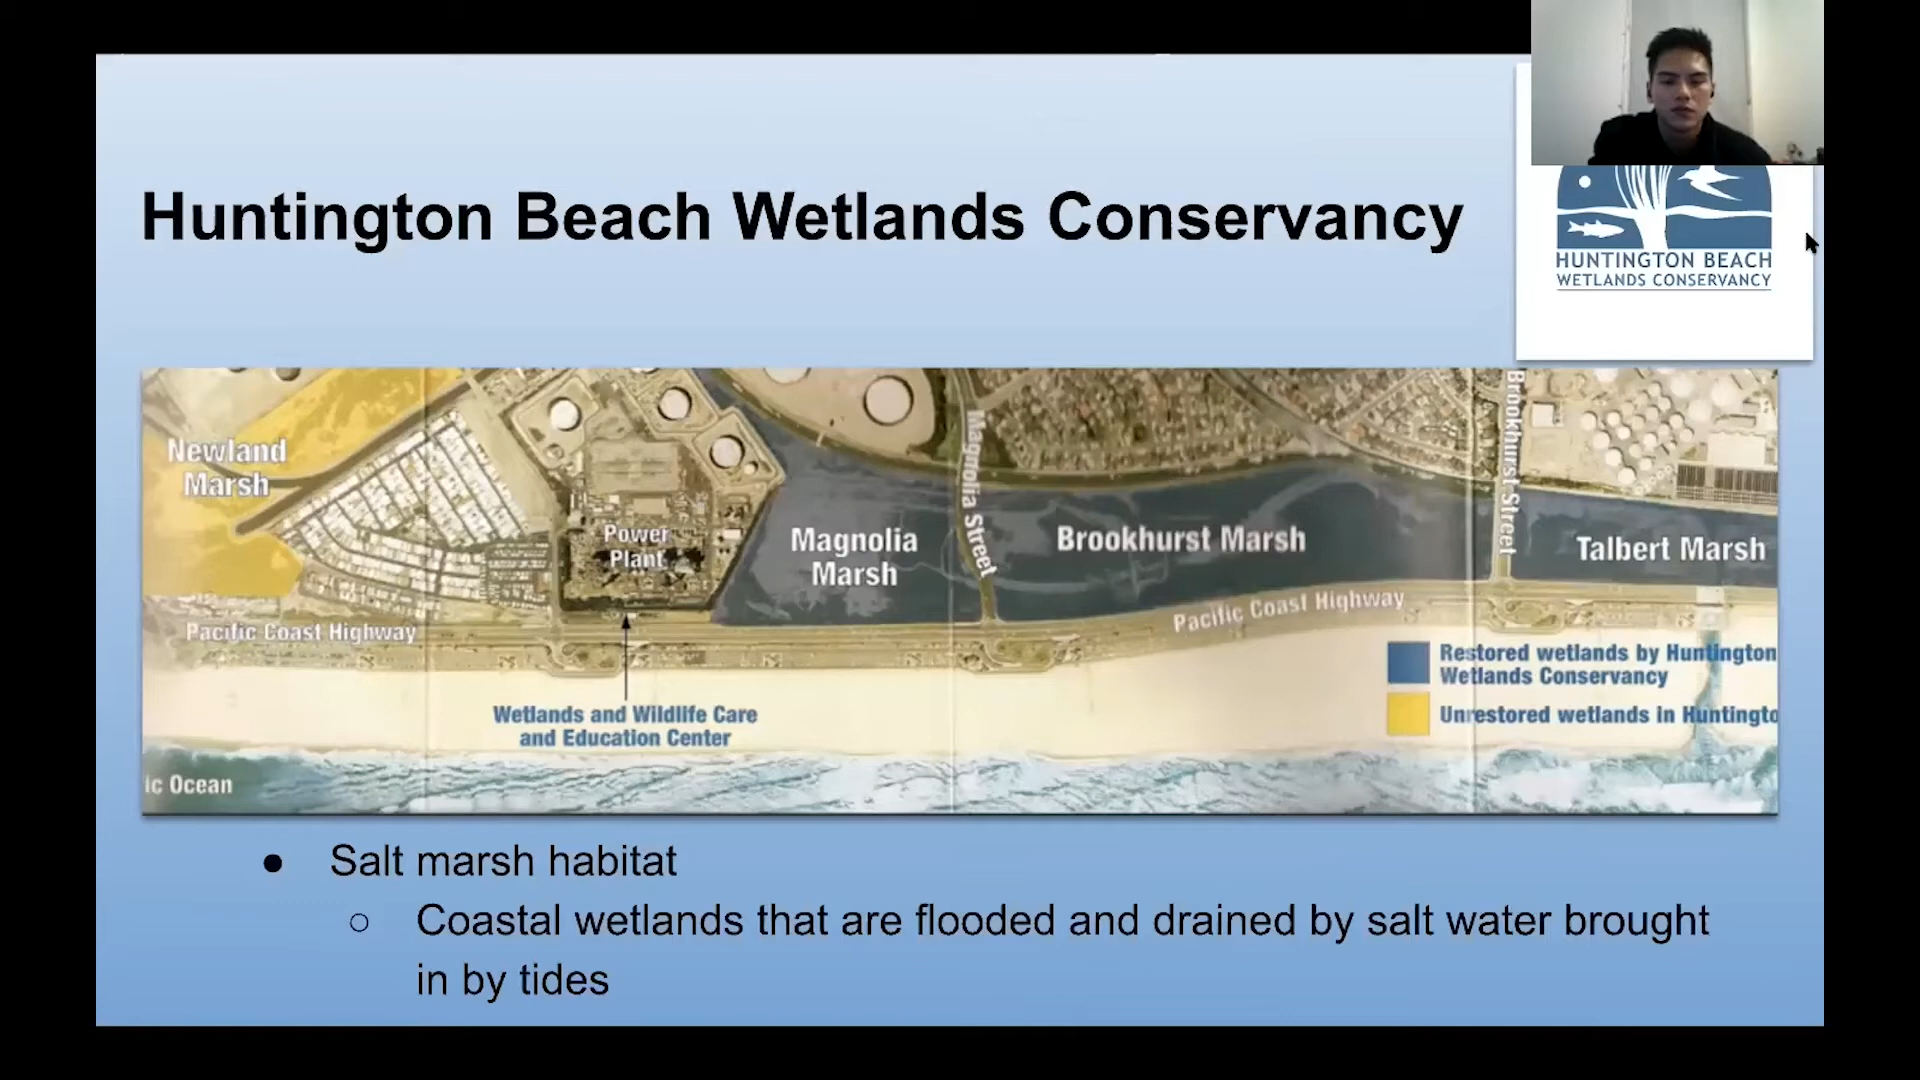 Huntington Beach Wetlands Conservancy
HUNTINGTON BEACH
WETLANDS CONSERVANCY
Newland
Marsh
Power
Plant
Magnolia
Marsh
Magnolia Street
Brookhurst Marsh
Brookhurst Street
Talbert Marsh
Pacific Coast Highway
Pacific Coast Highway
Wetlands and Wildlife Care
and Education Center
Restored wetlands by Huntington
Wetlands Conservancy
Unrestored wetlands in Huntingto
ic Ocean
● Salt marsh habitat
○ Coastal wetlands that are flooded and drained by salt water brought
in by tides